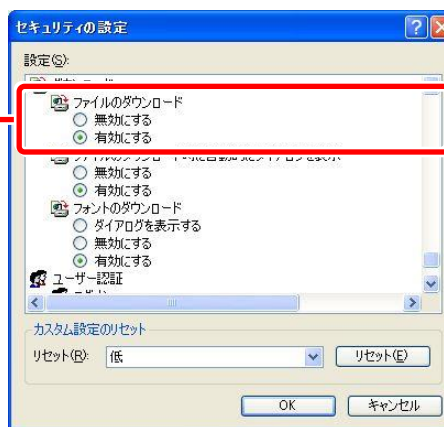 セキュリティの設定
設定(S):
ファイルのダウンロード
無効にする
有効にする
無効にする
有効にする
フォントのダウンロード
ダイアログを表示する
無効にする
有効にする
ユーザー認証
カスタム設定のリセット
リセット(R): 低 リセット(E)
OK キャンセル